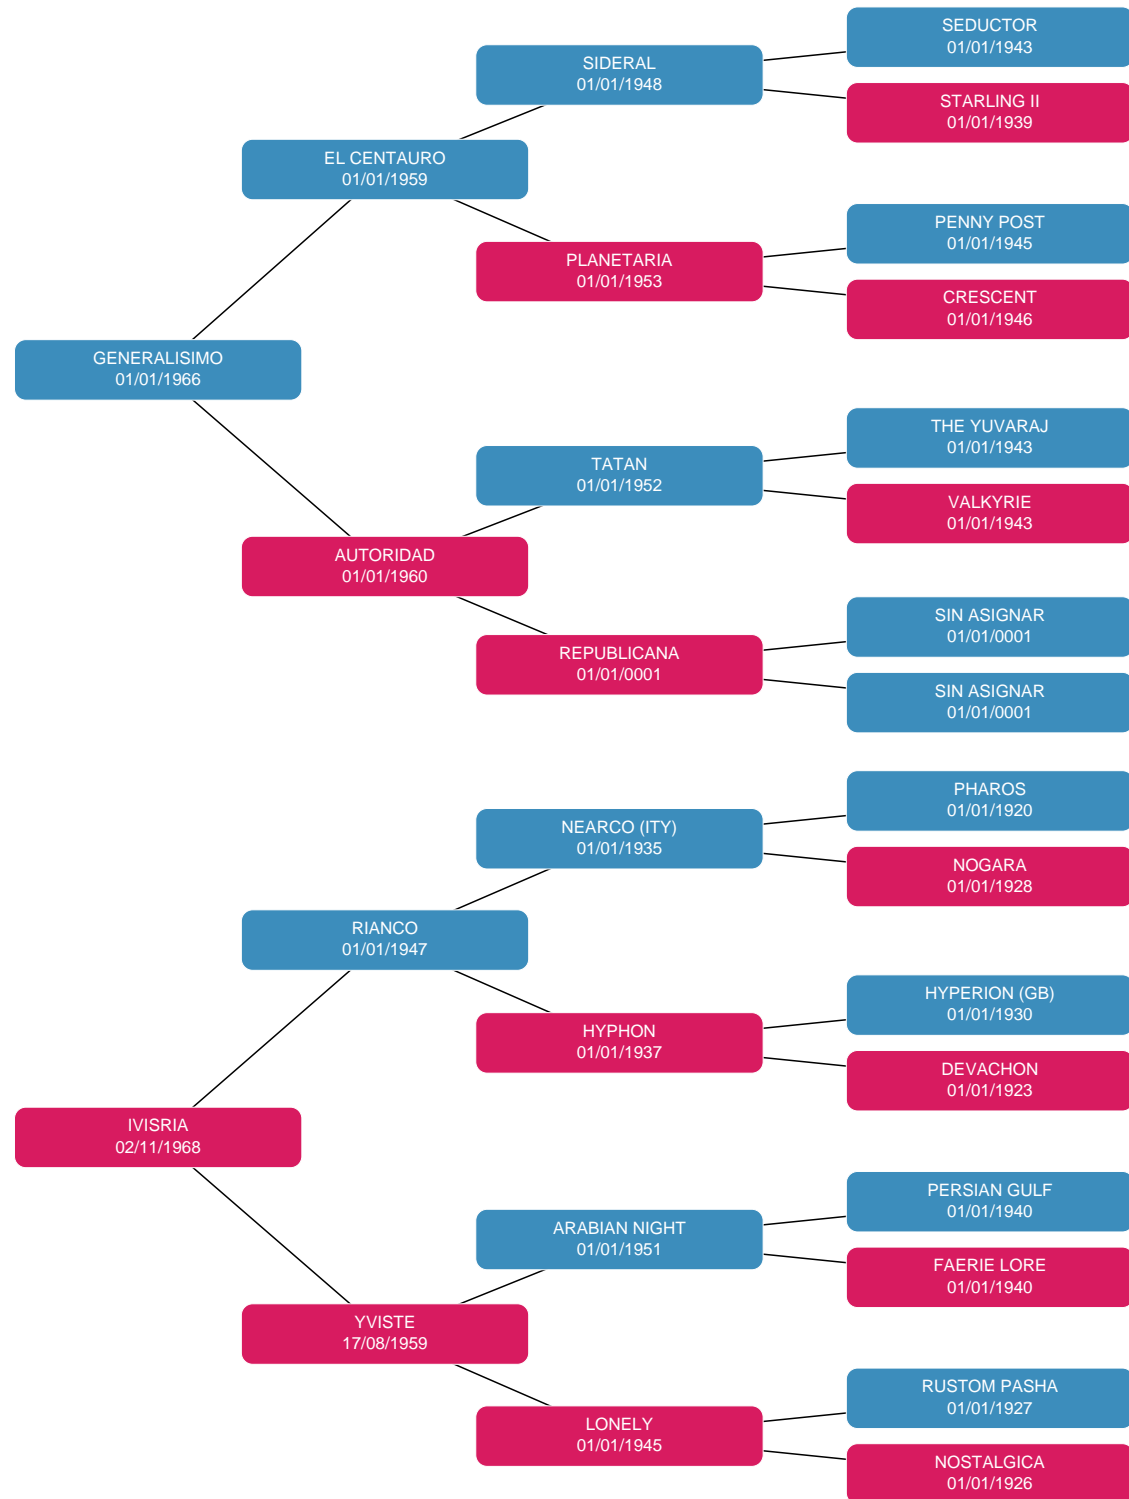 SEDUCTOR
01/01/1943
SIDERAL
01/01/1948
STARLING II
01/01/1939
EL CENTAURO
01/01/1959
PENNY POST
01/01/1945
PLANETARIA
01/01/1953
CRESCENT
01/01/1946
GENERALISIMO
01/01/1966
THE YUVARAJ
01/01/1943
TATAN
01/01/1952
VALKYRIE
01/01/1943
AUTORIDAD
01/01/1960
SIN ASIGNAR
01/01/0001
REPUBLICANA
01/01/0001
SIN ASIGNAR
01/01/0001
PHAROS
01/01/1920
NEARCO (ITY)
01/01/1935
NOGARA
01/01/1928
RIANCO
01/01/1947
HYPERION (GB)
01/01/1930
HYPHON
01/01/1937
DEVACHON
01/01/1923
IVISRIA
02/11/1968
PERSIAN GULF
01/01/1940
ARABIAN NIGHT
01/01/1951
FAERIE LORE
01/01/1940
YVISTE
17/08/1959
RUSTOM PASHA
01/01/1927
LONELY
01/01/1945
NOSTALGICA
01/01/1926